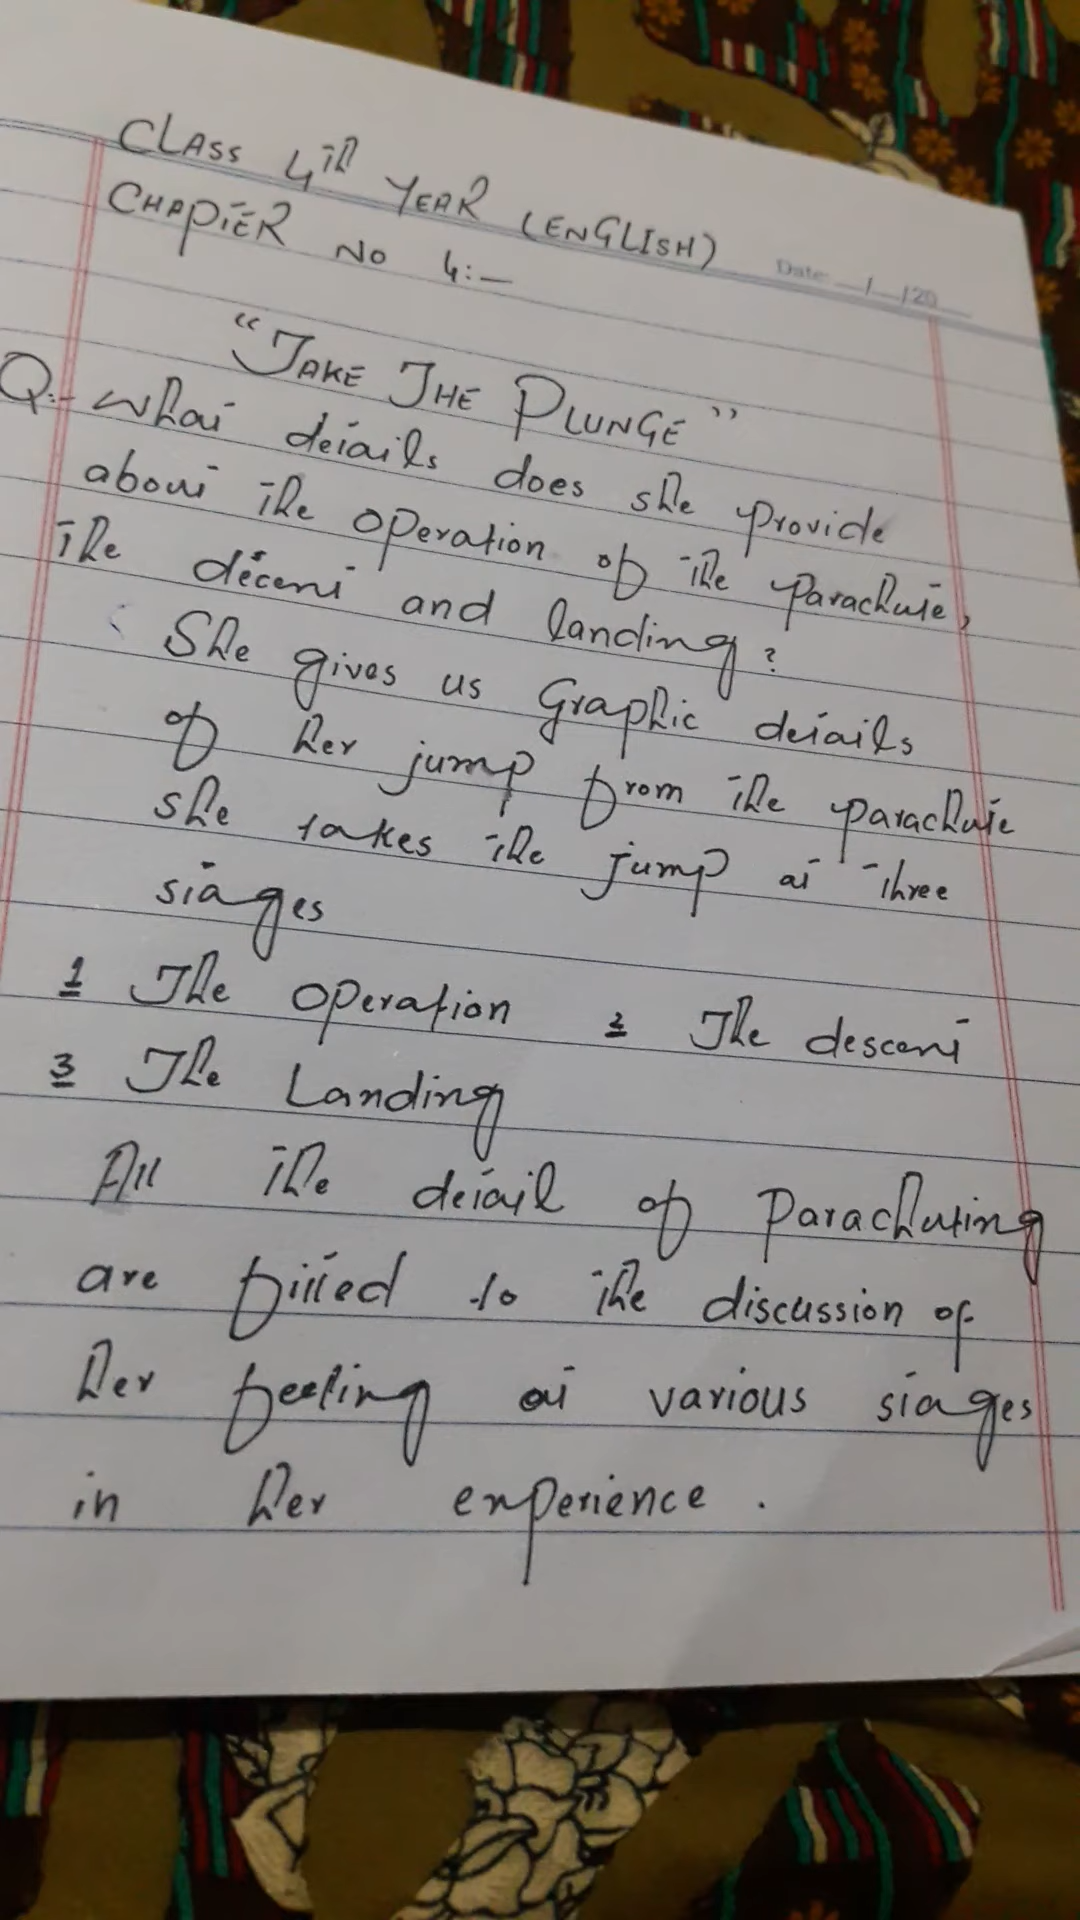 CLASS 4TH YEAR (ENGLISH)
Date: __/__/20
CHAPTER NO 4:-
"TAKE THE PLUNGE"
Q:- what details does she provide
about the operation of the parachute,
the decent and landing?
She gives us Graphic details
of her jump from the parachute
she takes the jump at three
stages
1 The operation 2 The descent
3 The Landing
All the detail of Parachuting
are fitted to the discussion of
her feeling at various stages
in her experience.